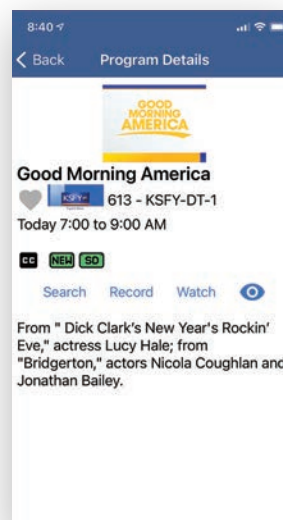 8:40
Back Program Details
GOOD
MORNING
AMERICA
Good Morning America
KSFY 613 - KSFY-DT-1
Today 7:00 to 9:00 AM
CC NEW SD
Search Record Watch
From " Dick Clark's New Year's Rockin'
Eve," actress Lucy Hale; from
"Bridgerton," actors Nicola Coughlan and
Jonathan Bailey.